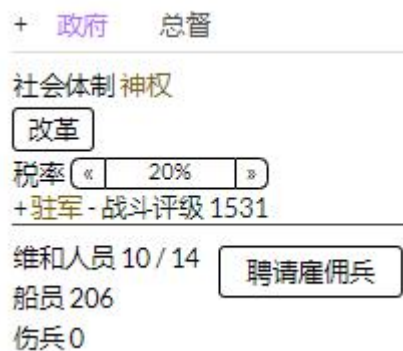 + 政府 总督
社会体制 神权
改革
税率 « 20% »
+驻军 - 战斗评级 1531
维和人员 10 / 14 聘请雇佣兵
船员 206
伤兵 0